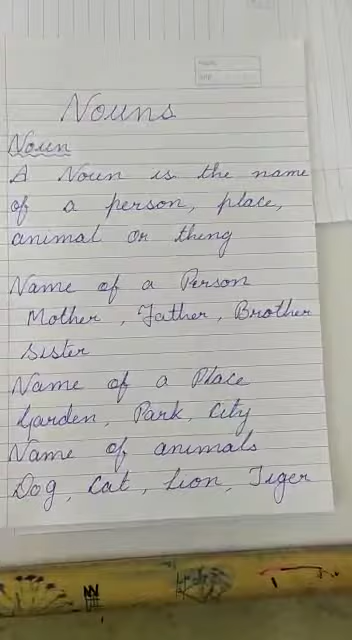 Nouns
Noun
A Noun is the name
of a person, place,
animal or thing
Name of a Person
Mother, Father, Brother
Sister
Name of a Place
Garden, Park, City
Name of animals
Dog, Cat, Lion, Tiger